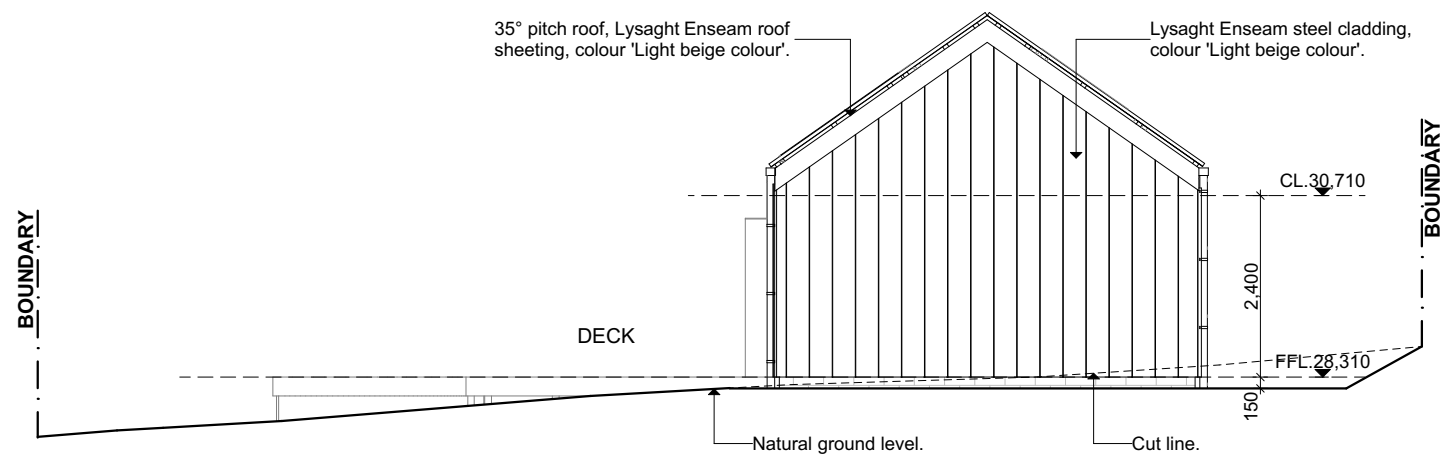 35° pitch roof, Lysaght Enseam roof
sheeting, colour 'Light beige colour'.
Lysaght Enseam steel cladding,
colour 'Light beige colour'.
BOUNDARY
BOUNDARY
CL.30,710
2,400
DECK
FFL.28,310
150
Natural ground level.
Cut line.